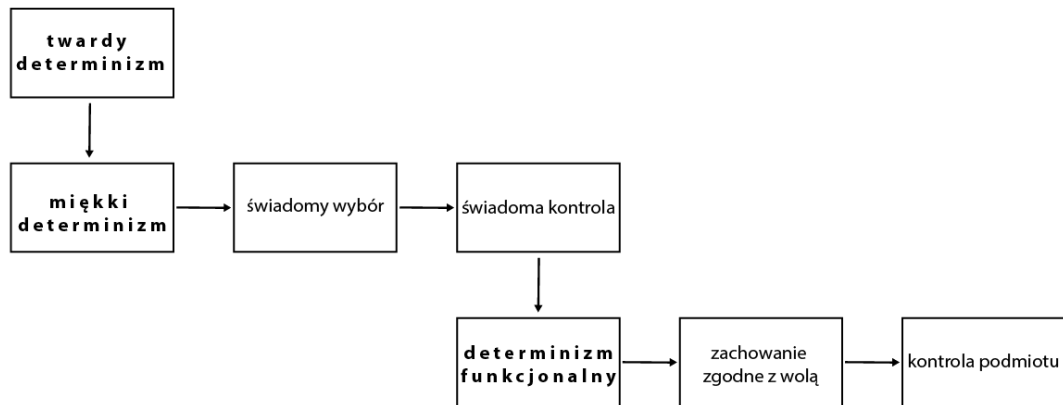 twardy
determinizm
miękki
determinizm
świadomy wybór
świadoma kontrola
determinizm
funkcjonalny
zachowanie
zgodne z wolą
kontrola podmiotu